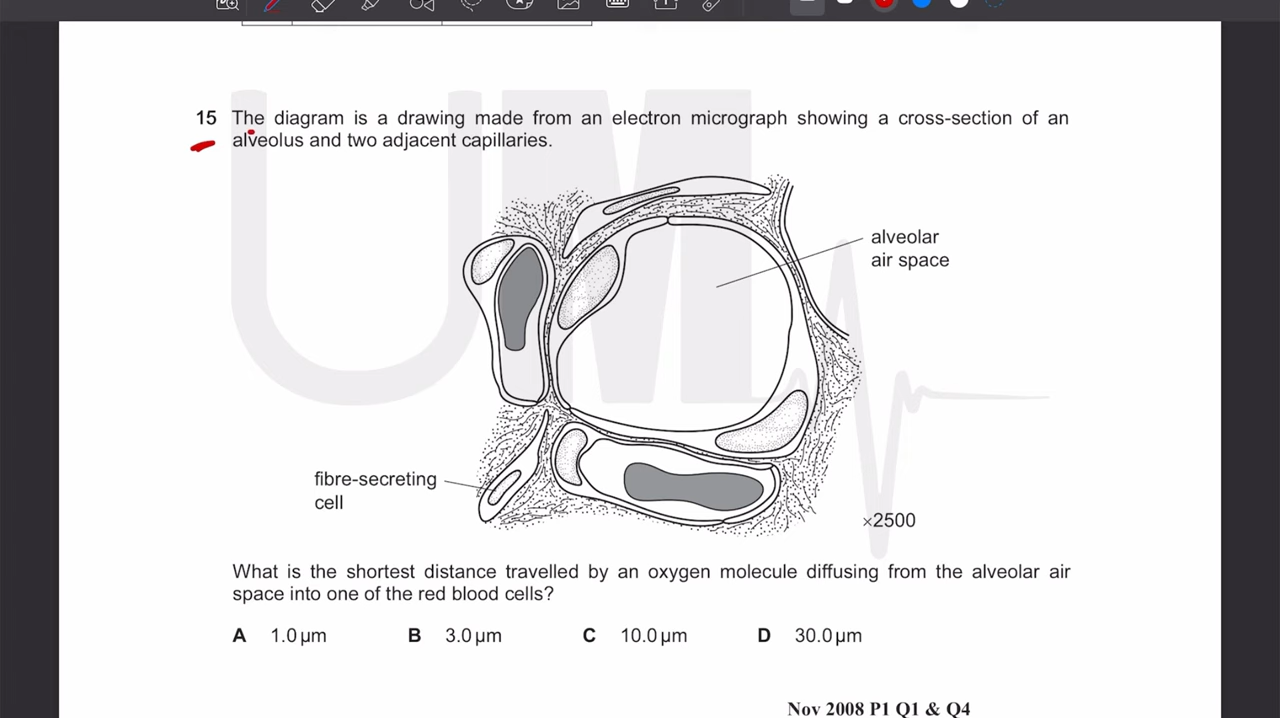 15 The diagram is a drawing made from an electron micrograph showing a cross-section of an
alveolus and two adjacent capillaries.
UM
alveolar
air space
fibre-secreting
cell
×2500
What is the shortest distance travelled by an oxygen molecule diffusing from the alveolar air
space into one of the red blood cells?
A 1.0 µm B 3.0 µm C 10.0 µm D 30.0 µm
Nov 2008 P1 Q1 & Q4